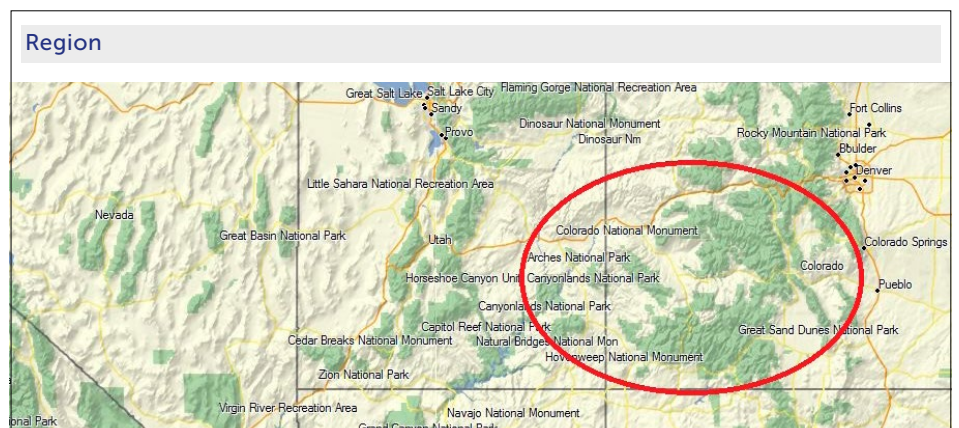 Region
Great Salt Lake
Salt Lake City
Flaming Gorge National Recreation Area
Sandy
Fort Collins
Dinosaur National Monument
Provo
Rocky Mountain National Park
Dinosaur Nm
Boulder
Denver
Little Sahara National Recreation Area
Nevada
Colorado National Monument
Great Basin National Park
Utah
Colorado Springs
Arches National Park
Colorado
Horseshoe Canyon Unit
Canyonlands National Park
Pueblo
Canyonlands National Park
Capitol Reef National Park
Great Sand Dunes National Park
Cedar Breaks National Monument
Natural Bridges National Mon
Hovenweep National Monument
Zion National Park
Virgin River Recreation Area
Navajo National Monument
onal Park
Grand Canyon National Park